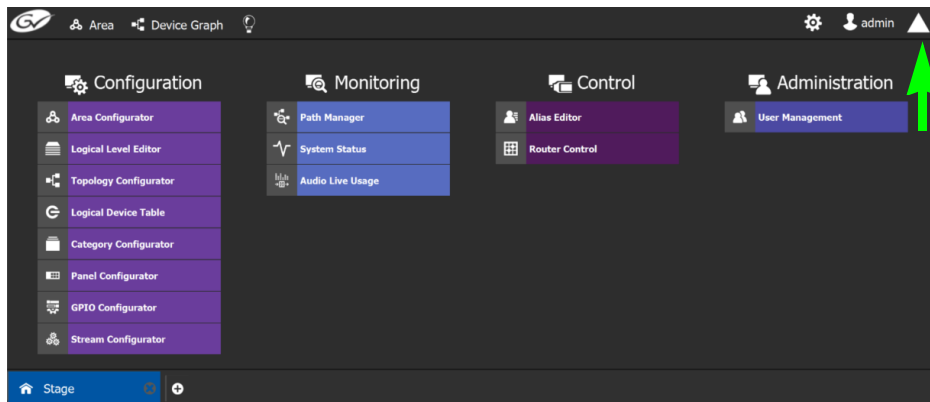 GV Area Device Graph admin
Configuration Monitoring Control Administration
Area Configurator Path Manager Alias Editor User Management
Logical Level Editor System Status Router Control
Topology Configurator Audio Live Usage
Logical Device Table
Category Configurator
Panel Configurator
GPIO Configurator
Stream Configurator
Stage